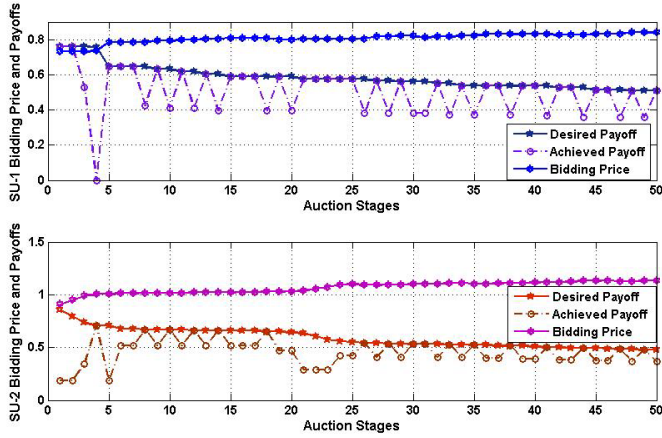 SU-1 Bidding Price and Payoffs
0.8
0.6
0.4
0.2
0
Desired Payoff
Achieved Payoff
Bidding Price
0 5 10 15 20 25 30 35 40 45 50
Auction Stages
SU-2 Bidding Price and Payoffs
1.5
1
0.5
0
Desired Payoff
Achieved Payoff
Bidding Price
0 5 10 15 20 25 30 35 40 45 50
Auction Stages